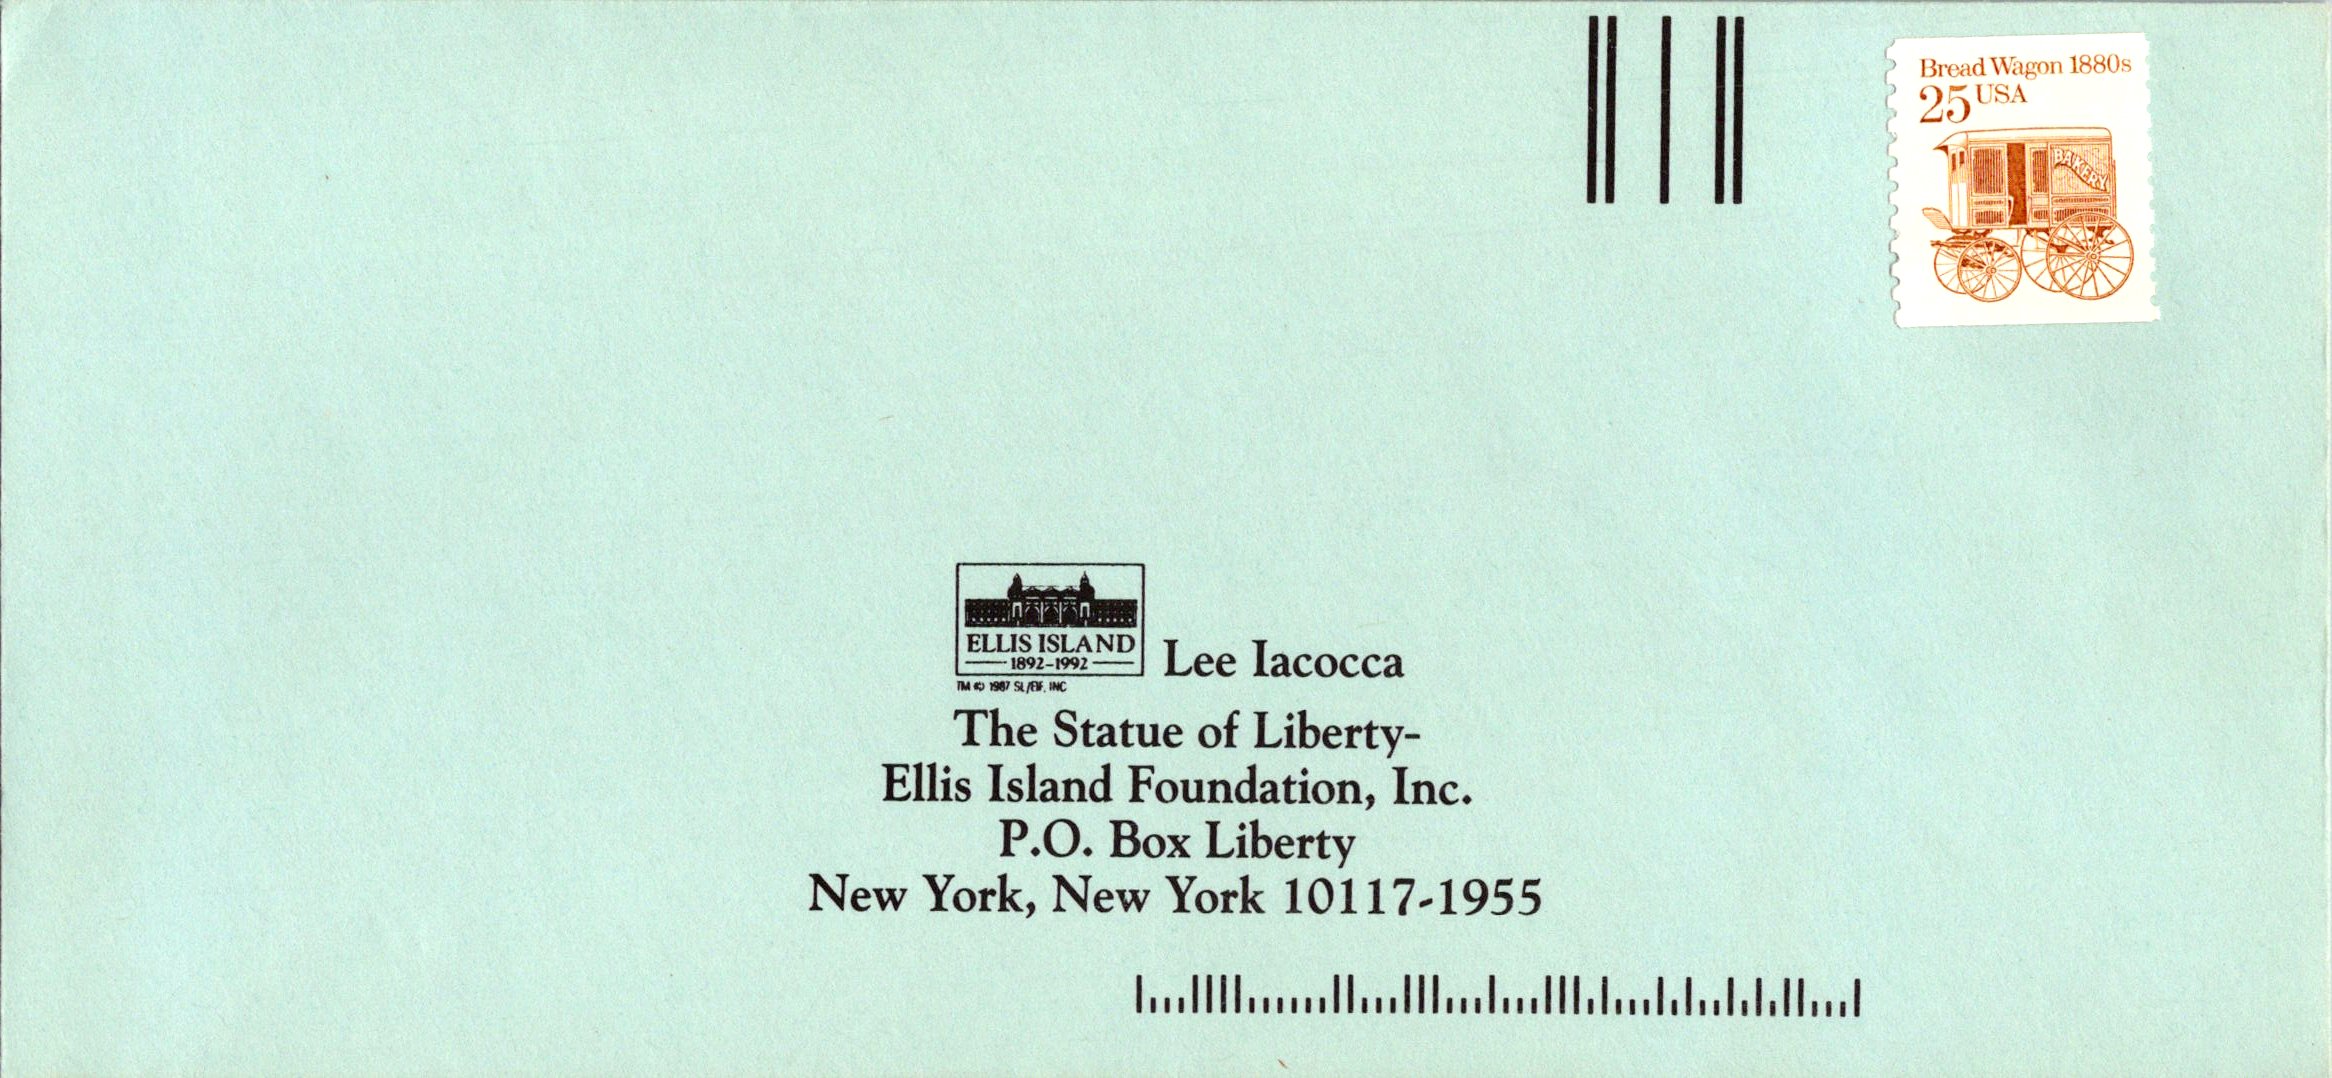 Bread Wagon 1880s
25 USA
BAKERY
ELLIS ISLAND
1892-1992
TM © 1987 SL/EIF, INC
Lee Iacocca
The Statue of Liberty-
Ellis Island Foundation, Inc.
P.O. Box Liberty
New York, New York 10117-1955